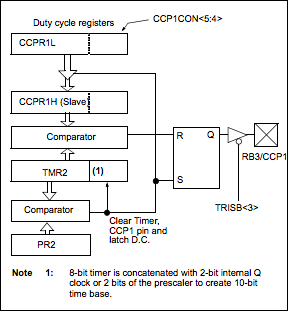 Duty cycle registers
CCP1CON<5:4>
CCPR1L
CCPR1H (Slave)
Comparator
R
Q
RB3/CCP1
TMR2
(1)
S
TRISB<3>
Comparator
Clear Timer,
CCP1 pin and
latch D.C.
PR2
Note 1: 8-bit timer is concatenated with 2-bit internal Q
clock or 2 bits of the prescaler to create 10-bit
time base.